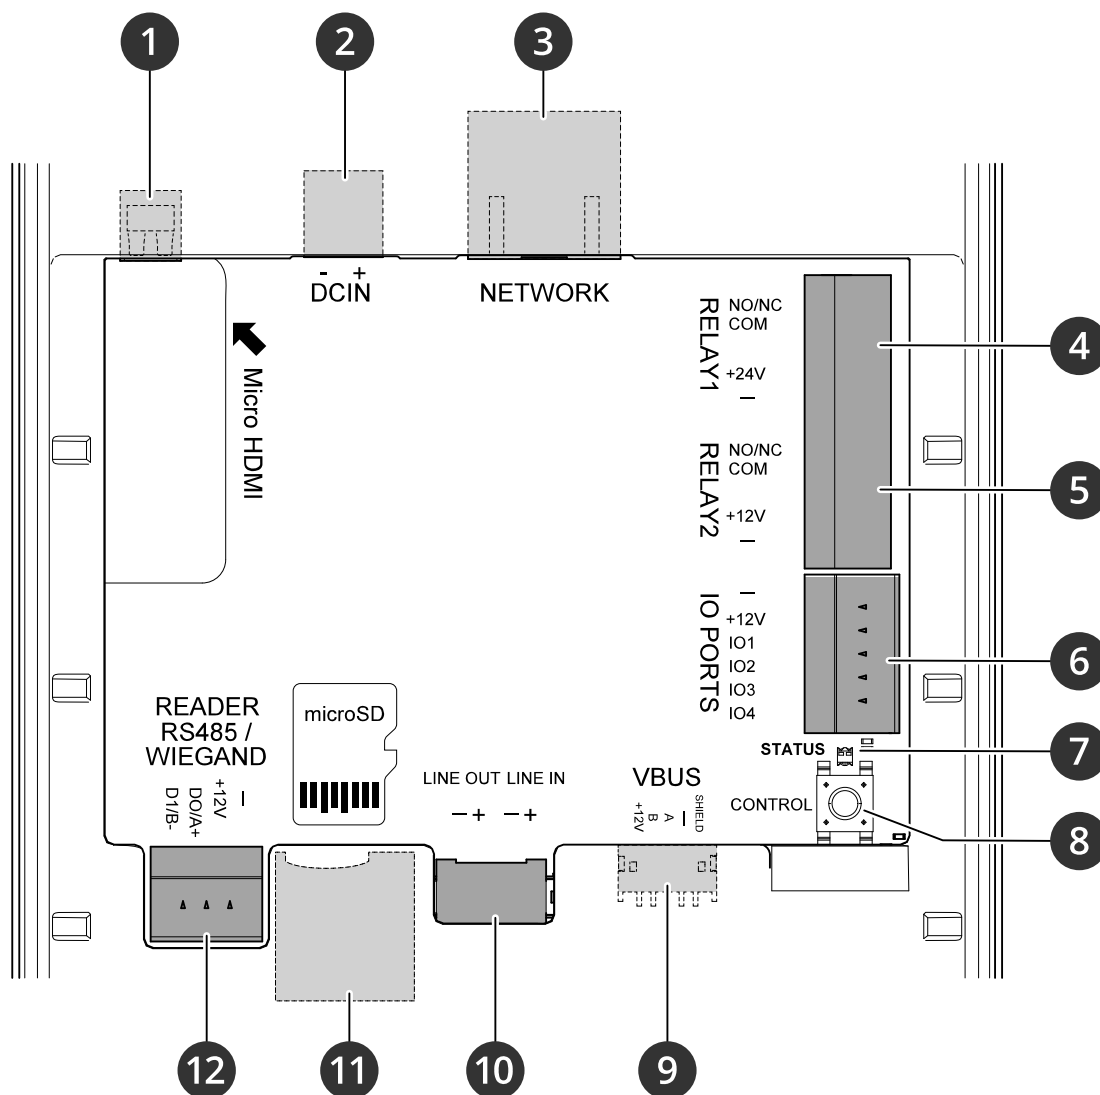 1
2
3
- +
DCIN
NETWORK
Micro HDMI
RELAY1
NO/NC
COM
+24V
—
4
RELAY2
NO/NC
COM
+12V
—
5
IO PORTS
—
+12V
IO1
IO2
IO3
IO4
6
READER
RS485 /
WIEGAND
D1/B-
DO/A+
+12V
—
microSD
LINE OUT LINE IN
−+ −+
VBUS
+12V
B
A
—
SHIELD
STATUS
7
CONTROL
8
12
11
10
9